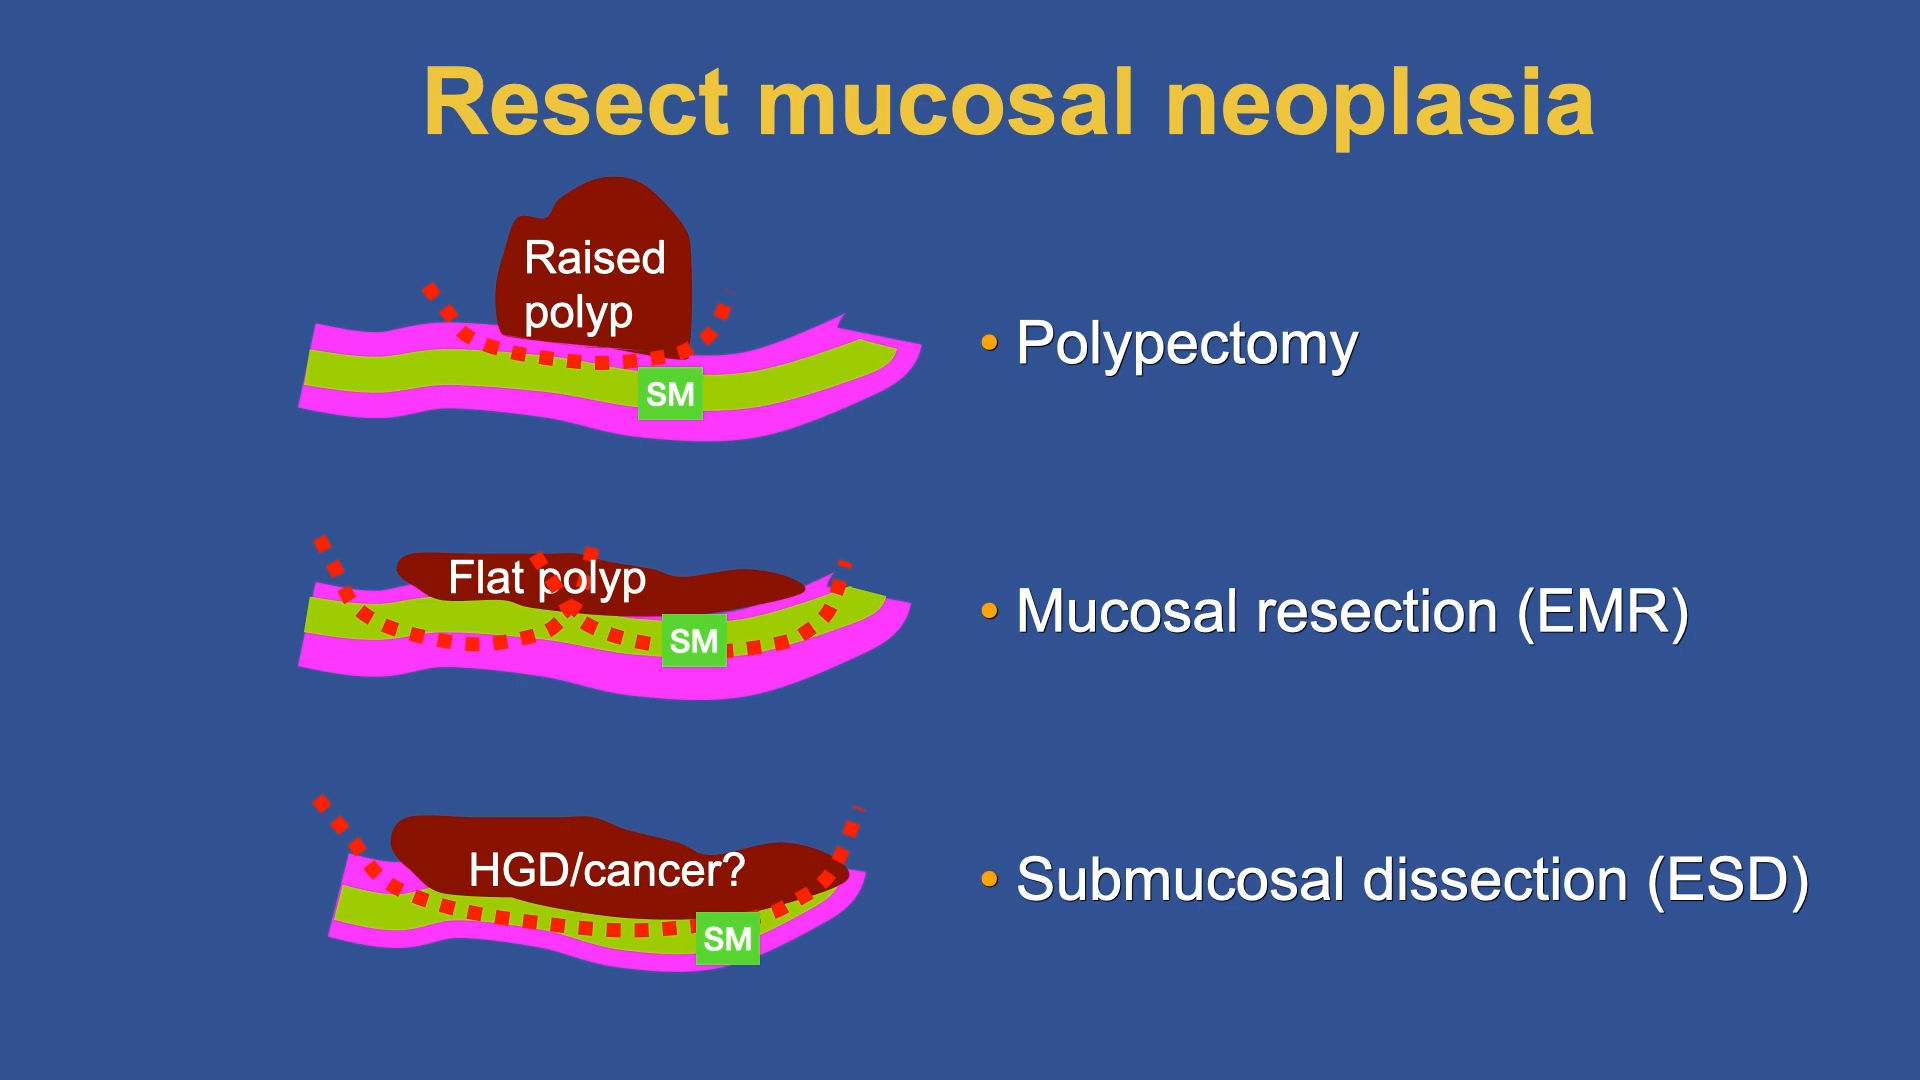 Resect mucosal neoplasia
Raised
polyp
SM
• Polypectomy
Flat polyp
SM
• Mucosal resection (EMR)
HGD/cancer?
SM
• Submucosal dissection (ESD)